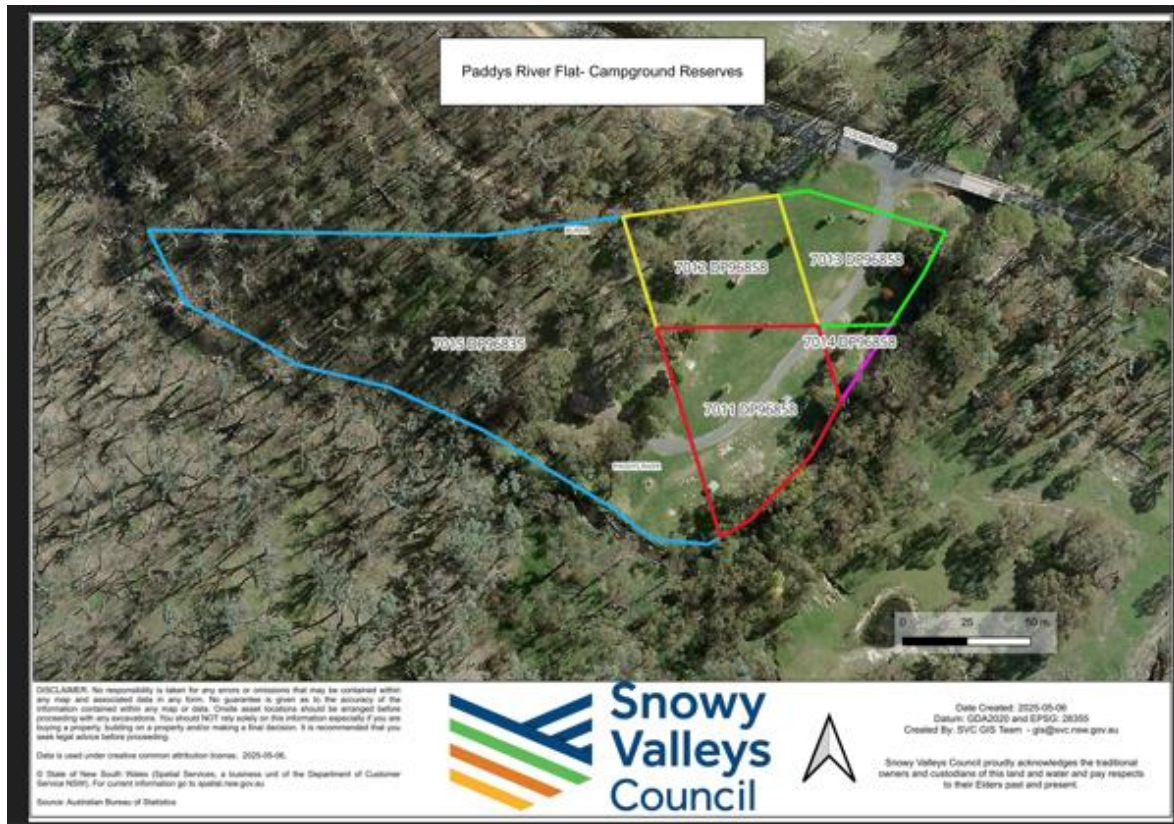 Paddys River Flat- Campground Reserves
7012 DP96858
7013 DP96858
7015 DP96835
7014 DP96858
7011 DP96858
PADDYS RIVER
0 25 50 m
DISCLAIMER: No responsibility is taken for any errors or omissions that may be contained within
any map and associated data in any form. No guarantee is given as to the accuracy of the
information contained within any map or data. Onsite asset locations should be arranged before
proceeding with any excavations. You should NOT rely solely on this information especially if you are
buying a property, building on a property and/or making a final decision. It is recommended that you
seek legal advice before proceeding.
Data is used under creative common attribution license, 2025-05-06,
© State of New South Wales (Spatial Services, a business unit of the Department of Customer
Service NSW). For current information go to spatial.nsw.gov.au
Source: Australian Bureau of Statistics
Snowy
Valleys
Council
Date Created: 2025-05-06
Datum: GDA2020 and EPSG: 28355
Created By: SVC GIS Team - gis@svc.nsw.gov.au
Snowy Valleys Council proudly acknowledges the traditional
owners and custodians of this land and water and pay respects
to their Elders past and present.